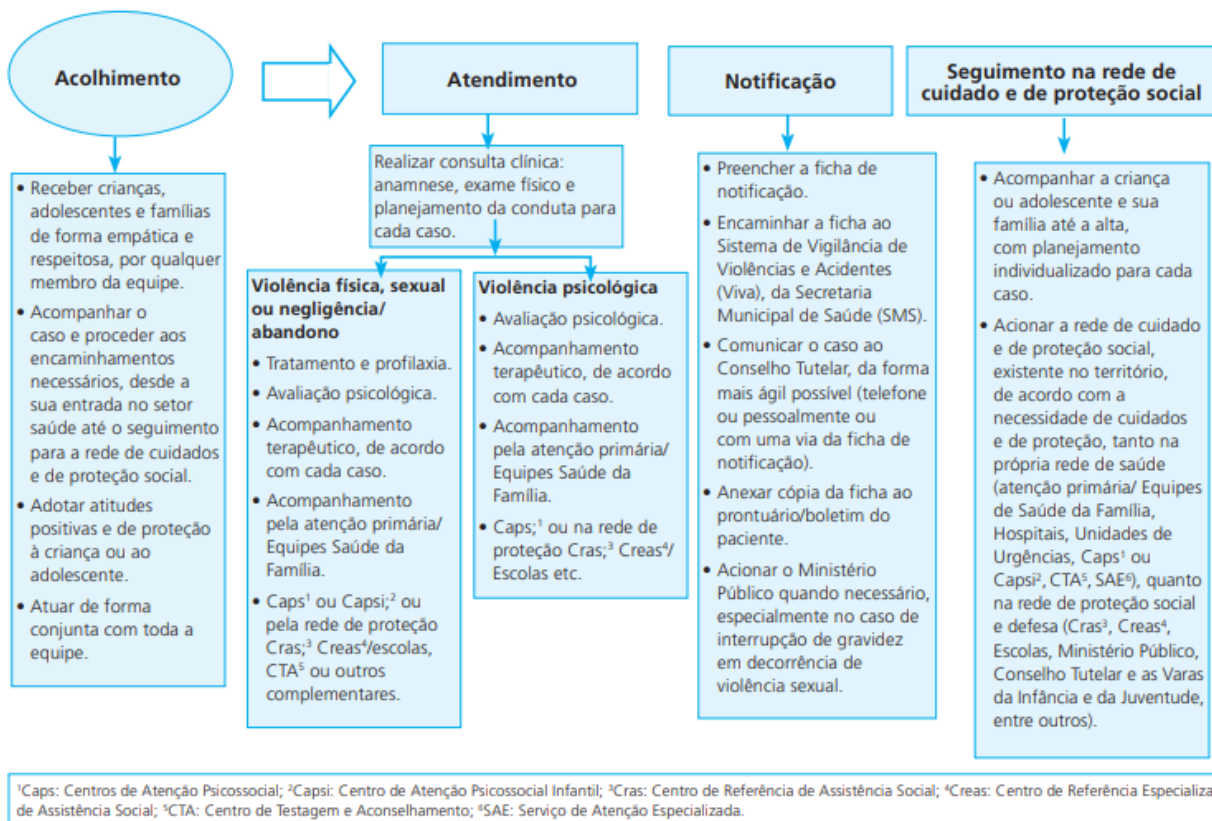 Acolhimento
Atendimento
Notificação
Seguimento na rede de
cuidado e de proteção social
• Receber crianças,
adolescentes e famílias
de forma empática e
respeitosa, por qualquer
membro da equipe.
• Acompanhar o
caso e proceder aos
encaminhamentos
necessários, desde a
sua entrada no setor
saúde até o seguimento
para a rede de cuidados
e de proteção social.
• Adotar atitudes
positivas e de proteção
à criança ou ao
adolescente.
• Atuar de forma
conjunta com toda a
equipe.
Realizar consulta clínica:
anamnese, exame físico e
planejamento da conduta para
cada caso.
Violência física, sexual
ou negligência/
abandono
• Tratamento e profilaxia.
• Avaliação psicológica.
• Acompanhamento
terapêutico, de acordo
com cada caso.
• Acompanhamento
pela atenção primária/
Equipes Saúde da
Família.
• Caps¹ ou Capsi;² ou
pela rede de proteção
Cras;³ Creas⁴/escolas,
CTA⁵ ou outros
complementares.
Violência psicológica
• Avaliação psicológica.
• Acompanhamento
terapêutico, de acordo
com cada caso.
• Acompanhamento
pela atenção primária/
Equipes Saúde da
Família.
• Caps;¹ ou na rede de
proteção Cras;³ Creas⁴/
Escolas etc.
• Preencher a ficha de
notificação.
• Encaminhar a ficha ao
Sistema de Vigilância de
Violências e Acidentes
(Viva), da Secretaria
Municipal de Saúde (SMS).
• Comunicar o caso ao
Conselho Tutelar, da forma
mais ágil possível (telefone
ou pessoalmente ou
com uma via da ficha de
notificação).
• Anexar cópia da ficha ao
prontuário/boletim do
paciente.
• Acionar o Ministério
Público quando necessário,
especialmente no caso de
interrupção de gravidez
em decorrência de
violência sexual.
• Acompanhar a criança
ou adolescente e sua
família até a alta,
com planejamento
individualizado para cada
caso.
• Acionar a rede de cuidado
e de proteção social,
existente no território,
de acordo com a
necessidade de cuidados
e de proteção, tanto na
própria rede de saúde
(atenção primária/ Equipes
de Saúde da Família,
Hospitais, Unidades de
Urgências, Caps¹ ou
Capsi², CTA⁵, SAE⁶), quanto
na rede de proteção social
e defesa (Cras³, Creas⁴,
Escolas, Ministério Público,
Conselho Tutelar e as Varas
da Infância e da Juventude,
entre outros).
¹Caps: Centros de Atenção Psicossocial; ²Capsi: Centro de Atenção Psicossocial Infantil; ³Cras: Centro de Referência de Assistência Social; ⁴Creas: Centro de Referência Especializa
de Assistência Social; ⁵CTA: Centro de Testagem e Aconselhamento; ⁶SAE: Serviço de Atenção Especializada.